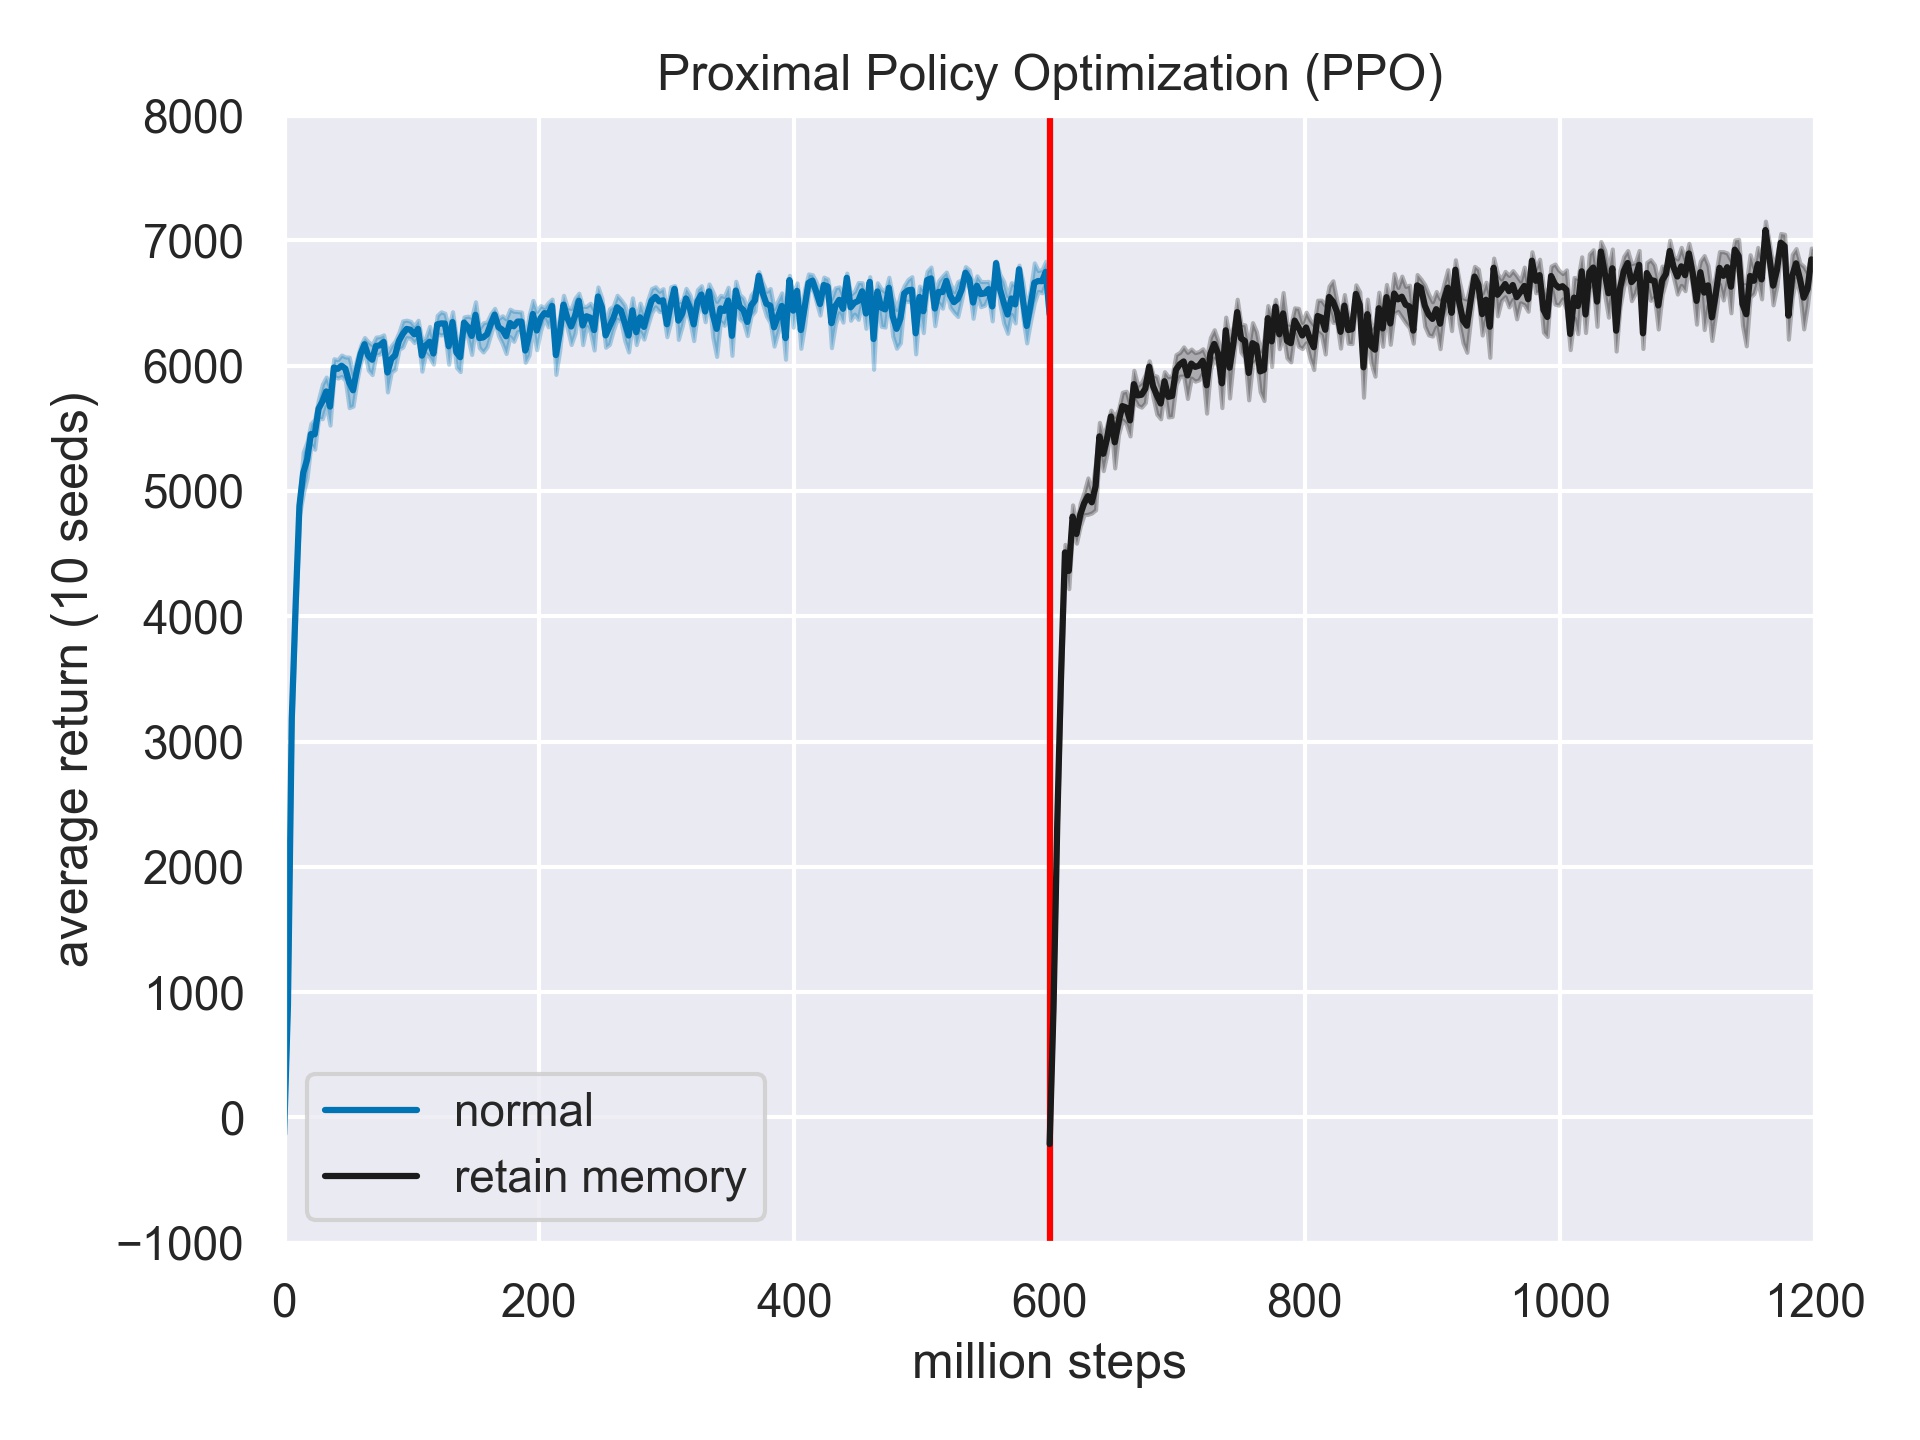 Proximal Policy Optimization (PPO)
8000
7000
6000
5000
4000
3000
2000
1000
0
−1000
average return (10 seeds)
normal
retain memory
0 200 400 600 800 1000 1200
million steps